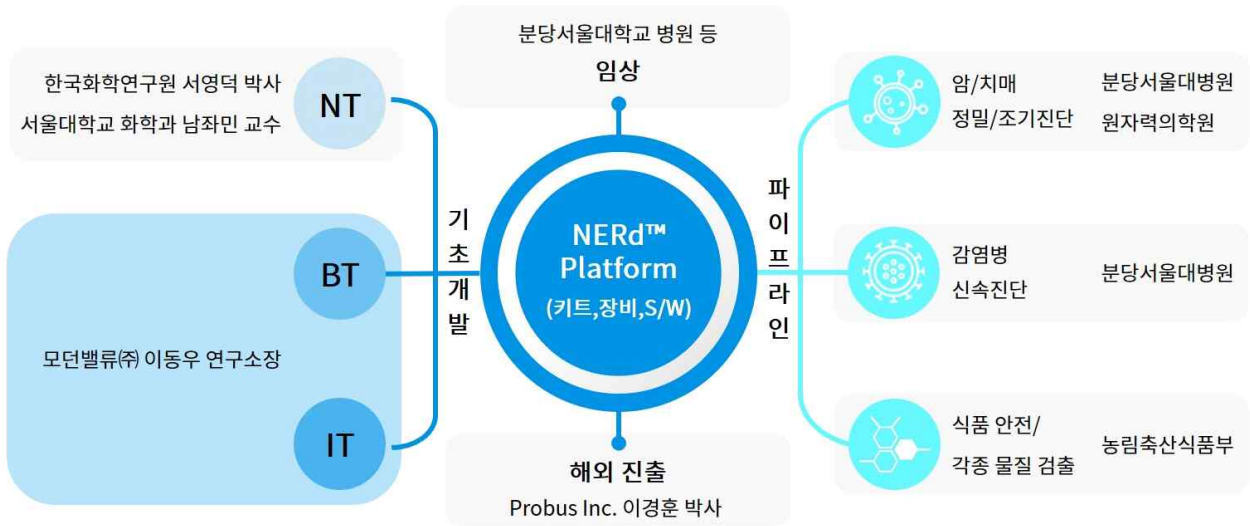 분당서울대학교 병원 등
임상
한국화학연구원 서영덕 박사
서울대학교 화학과 남좌민 교수
NT
BT
모던밸류㈜ 이동우 연구소장
IT
기초개발
NERd™
Platform
(키트,장비,S/W)
파이프라인
암/치매
정밀/조기진단
분당서울대병원
원자력의학원
감염병
신속진단
분당서울대병원
식품 안전/
각종 물질 검출
농림축산식품부
해외 진출
Probus Inc. 이경훈 박사